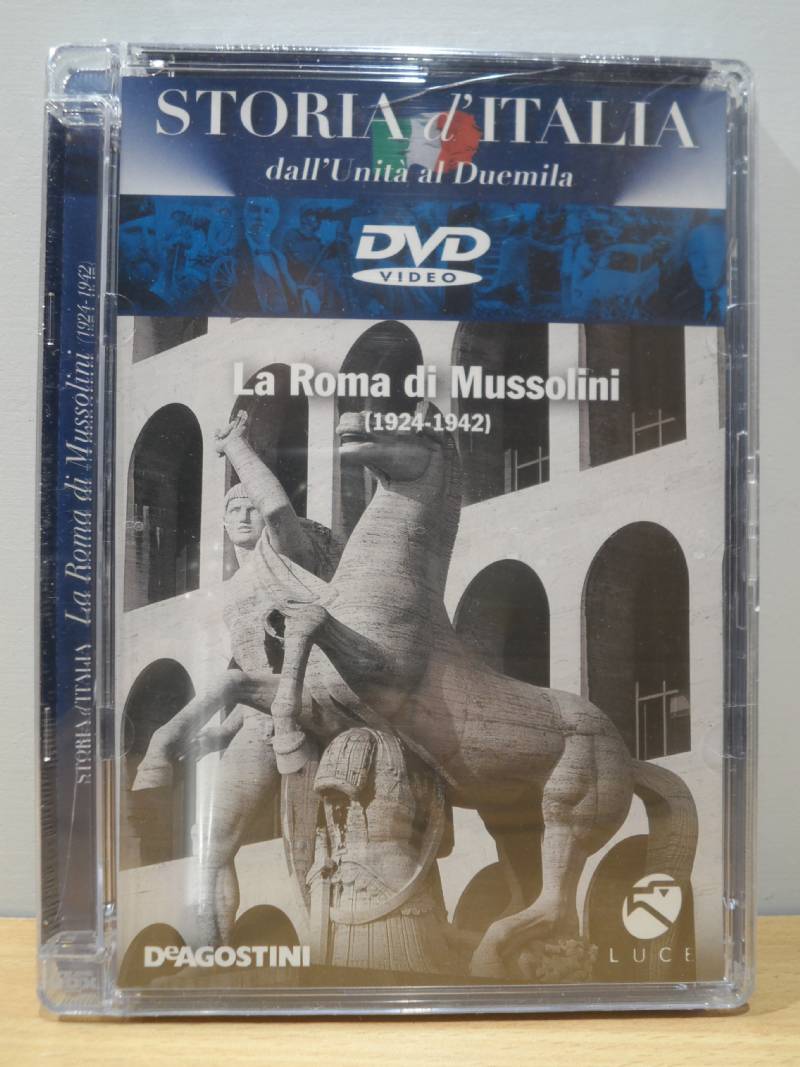 STORIA d'ITALIA
dall'Unità al Duemila
DVD
VIDEO
La Roma di Mussolini
(1924-1942)
DeAGOSTINI
LUCE
STORIA d'ITALIA La Roma di Mussolini (1924-1942)